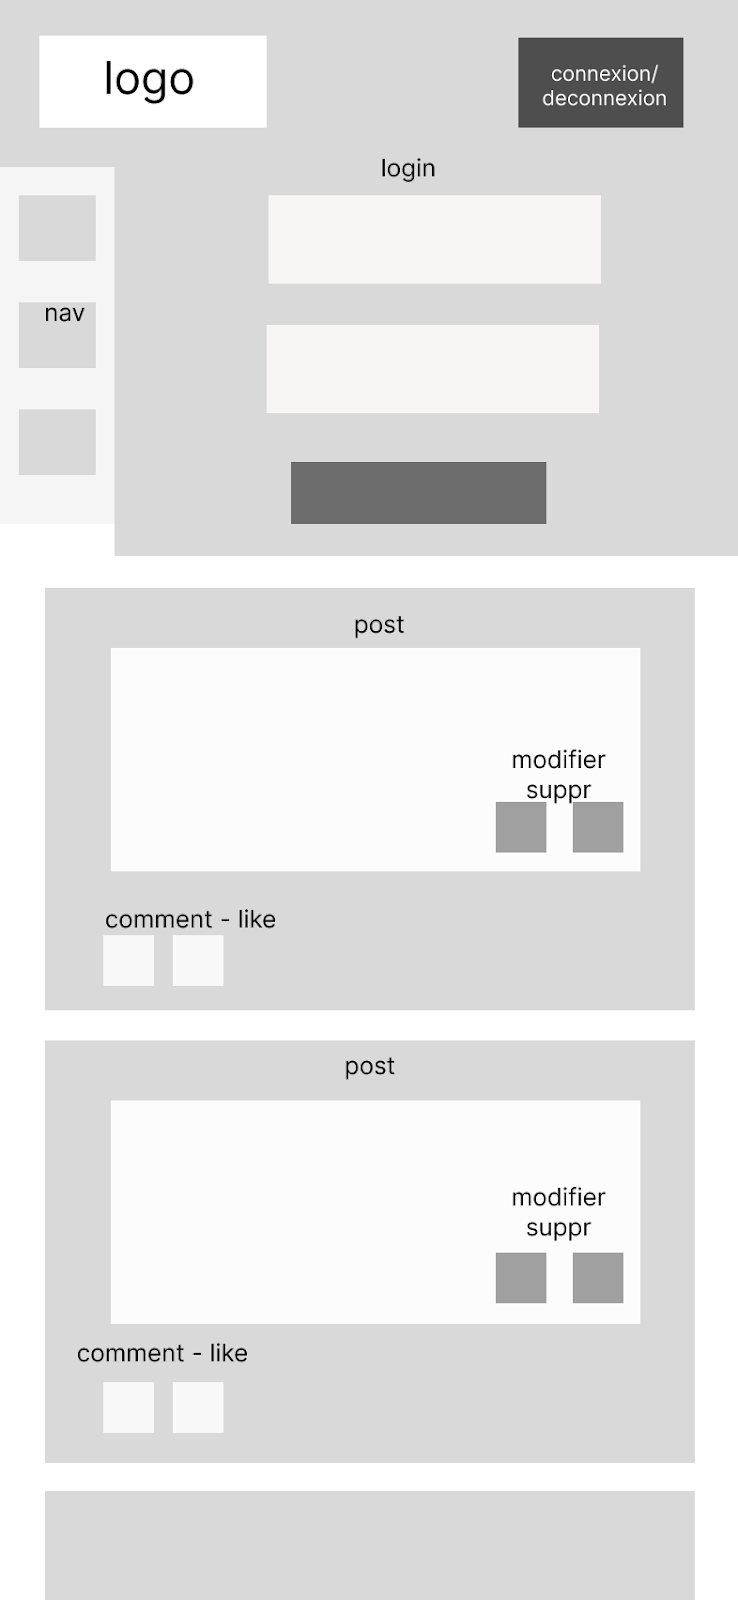 logo
connexion/
deconnexion
login
nav
post
modifier
suppr
comment - like
post
modifier
suppr
comment - like